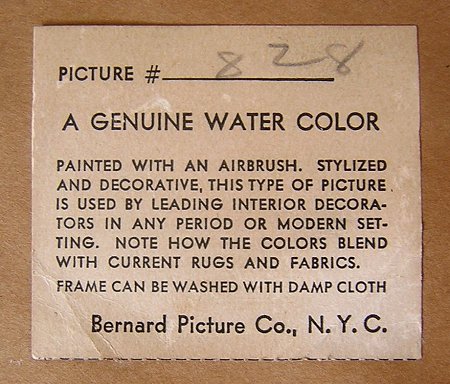 PICTURE # 828
A GENUINE WATER COLOR
PAINTED WITH AN AIRBRUSH. STYLIZED
AND DECORATIVE, THIS TYPE OF PICTURE
IS USED BY LEADING INTERIOR DECORA-
TORS IN ANY PERIOD OR MODERN SET-
TING. NOTE HOW THE COLORS BLEND
WITH CURRENT RUGS AND FABRICS.
FRAME CAN BE WASHED WITH DAMP CLOTH
Bernard Picture Co., N. Y. C.